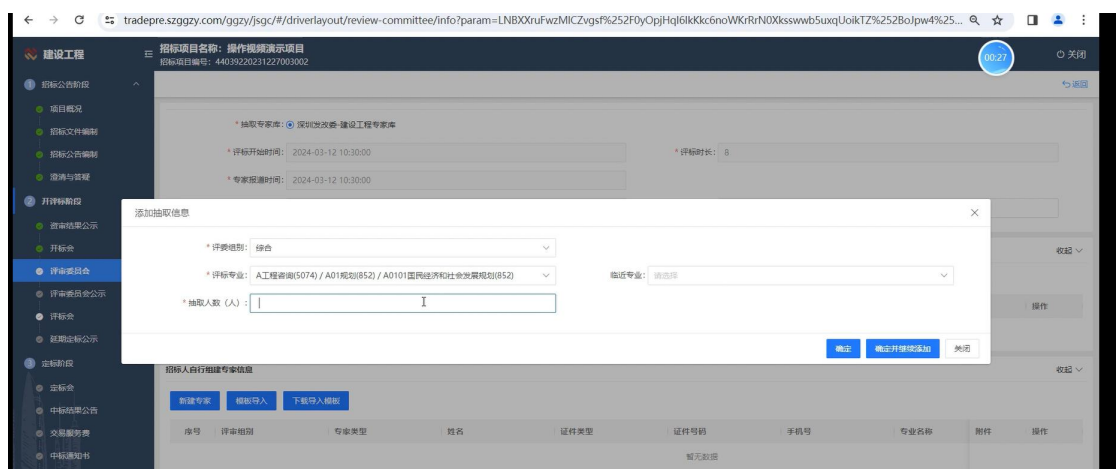 tradepre.szggzy.com/ggzy/jsgc/#/driverlayout/review-committee/info?param=LNBXXruFwzMlCZvgsf%252F0yOpjHqI6IkKkc6noWKrRrN0Xksswwb5uxqUoikTZ%252BoJpw4%25...
建设工程
招标项目名称：操作视频演示项目
招标项目编号：44039220231227003002
00:27
关闭
1 招标公告阶段
返回
项目概况
招标文件编制
招标公告编制
澄清与答疑
2 开评标阶段
资审结果公示
开标会
评审委员会
评审委员会公示
评标会
延期定标公示
3 定标阶段
定标会
中标结果公告
交易服务费
中标通知书
* 抽取专家库： 深圳发改委-建设工程专家库
* 评标开始时间： 2024-03-12 10:30:00 * 评标时长： 8
* 专家报道时间： 2024-03-12 10:30:00
添加抽取信息
* 评委组别： 综合
* 评标专业： A工程咨询(5074) / A01规划(852) / A0101国民经济和社会发展规划(852) 临近专业： 请选择
* 抽取人数（人）：
确定 确定并继续添加 关闭
收起
操作
招标人自行组建专家信息 收起
新建专家 模板导入 下载导入模板
序号 评审组别 专家类型 姓名 证件类型 证件号码 手机号 专业名称 附件 操作
暂无数据